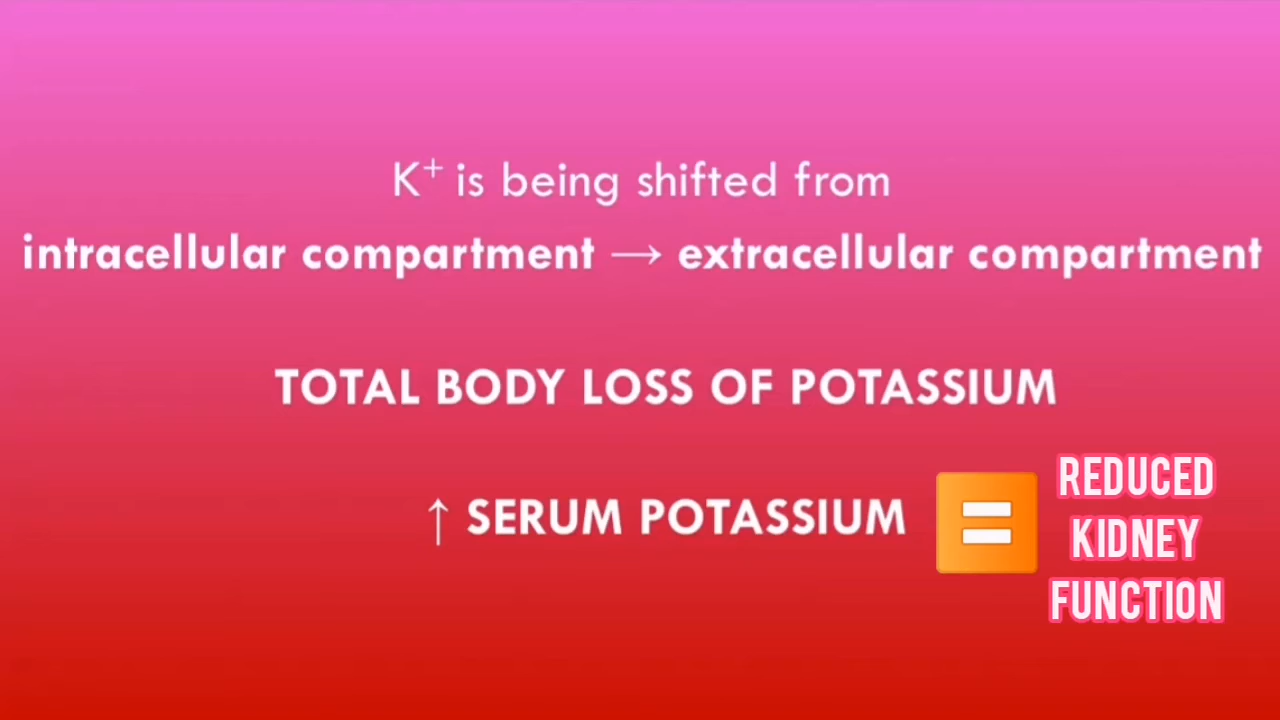 K⁺ is being shifted from
intracellular compartment → extracellular compartment
TOTAL BODY LOSS OF POTASSIUM
↑ SERUM POTASSIUM = REDUCED
KIDNEY
FUNCTION